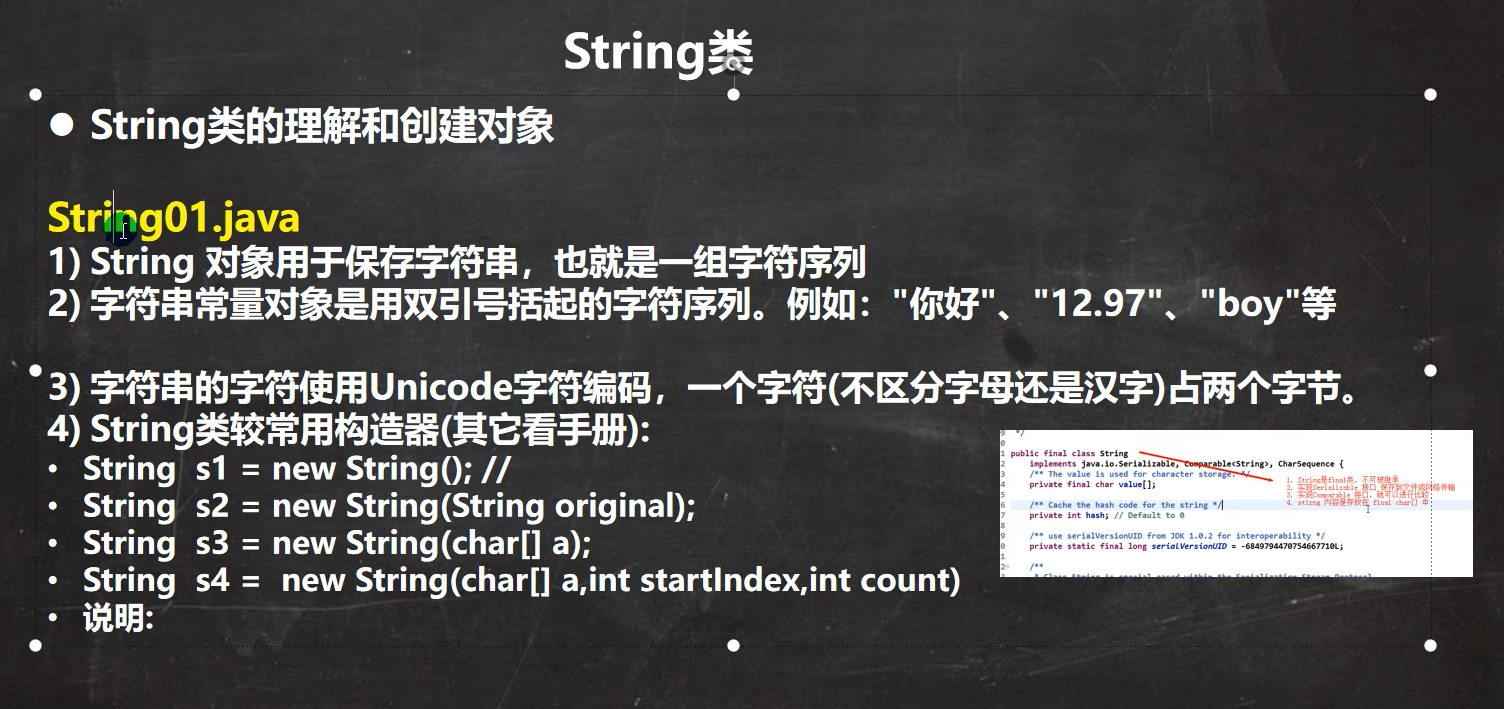 String类
● String类的理解和创建对象
String01.java
1) String 对象用于保存字符串，也就是一组字符序列
2) 字符串常量对象是用双引号括起的字符序列。例如："你好"、"12.97"、"boy"等
3) 字符串的字符使用Unicode字符编码，一个字符(不区分字母还是汉字)占两个字节。
4) String类较常用构造器(其它看手册):
• String s1 = new String(); //
• String s2 = new String(String original);
• String s3 = new String(char[] a);
• String s4 = new String(char[] a,int startIndex,int count)
• 说明:
*/
public final class String
implements java.io.Serializable, Comparable<String>, CharSequence {
/** The value is used for character storage. */
private final char value[];
/** Cache the hash code for the string */
private int hash; // Default to 0
/** use serialVersionUID from JDK 1.0.2 for interoperability */
private static final long serialVersionUID = -6849794470754667710L;
/**
* Class String is special cased within the Serialization Stream Protocol
1. String是final类，不可被继承
2. 实现Serializable 接口 保存到文件或网络传输
3. 实现Comparable 接口，就可以进行比较
4. stirng 内容是存放在 final char[] 中